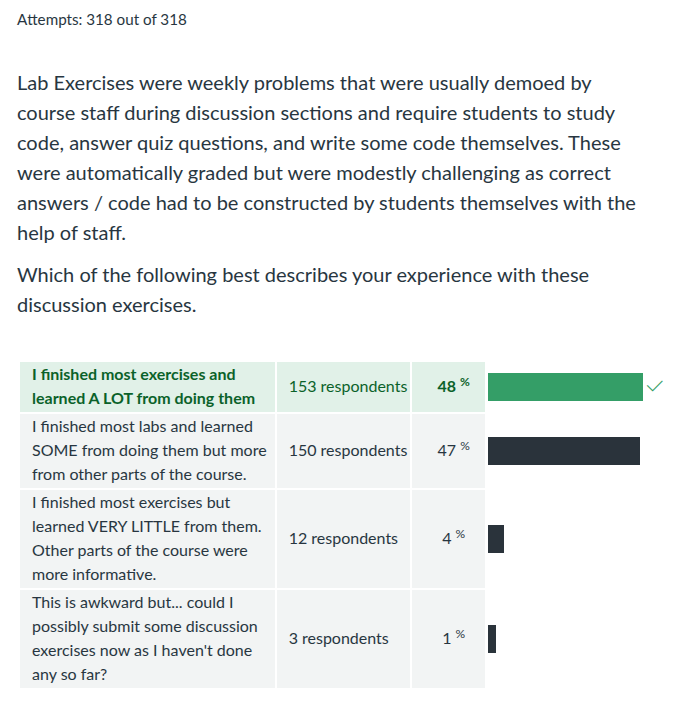 Attempts: 318 out of 318
Lab Exercises were weekly problems that were usually demoed by
course staff during discussion sections and require students to study
code, answer quiz questions, and write some code themselves. These
were automatically graded but were modestly challenging as correct
answers / code had to be constructed by students themselves with the
help of staff.
Which of the following best describes your experience with these
discussion exercises.
I finished most exercises and
learned A LOT from doing them
153 respondents
48 %
I finished most labs and learned
SOME from doing them but more
from other parts of the course.
150 respondents
47 %
I finished most exercises but
learned VERY LITTLE from them.
Other parts of the course were
more informative.
12 respondents
4 %
This is awkward but... could I
possibly submit some discussion
exercises now as I haven't done
any so far?
3 respondents
1 %